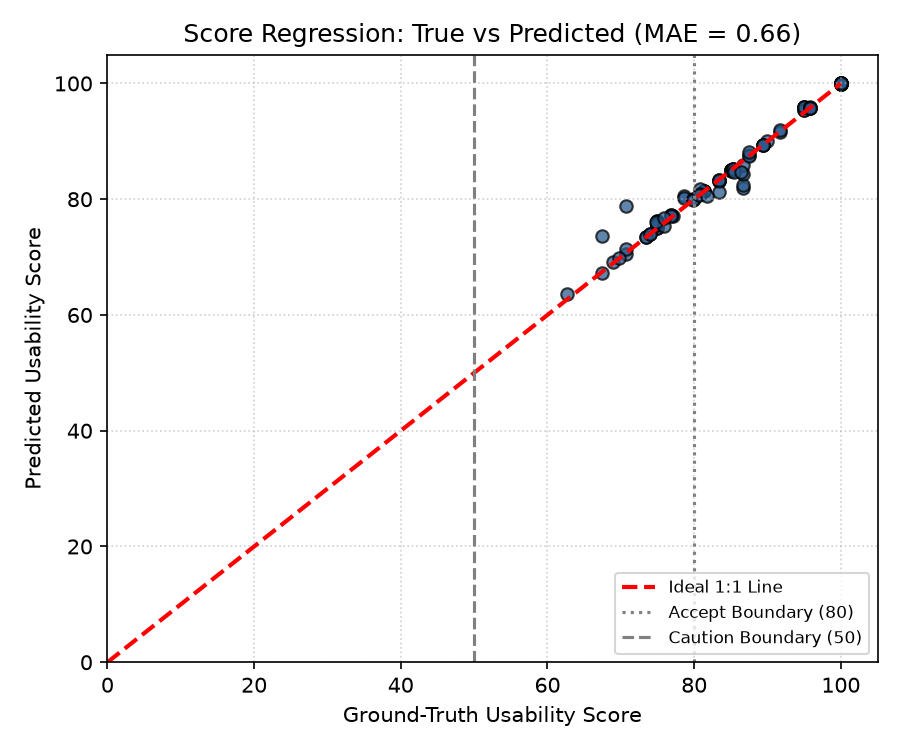 Score Regression: True vs Predicted (MAE = 0.66)
Predicted Usability Score
100
80
60
40
20
0
0 20 40 60 80 100
Ground-Truth Usability Score
Ideal 1:1 Line
Accept Boundary (80)
Caution Boundary (50)